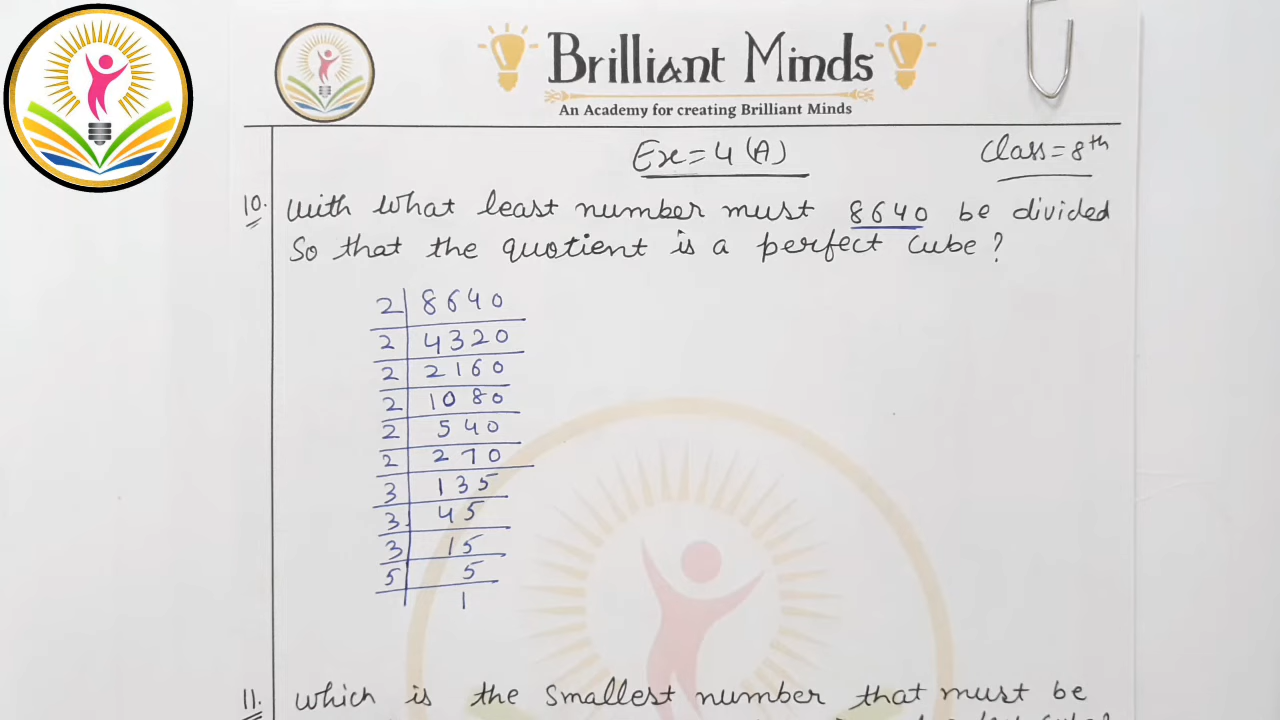 Brilliant Minds
An Academy for creating Brilliant Minds
Ex = 4 (A)
Class = 8th
10. With what least number must 8640 be divided
So that the quotient is a perfect cube?
2 | 8640
2 | 4320
2 | 2160
2 | 1080
2 | 540
2 | 270
3 | 135
3 | 45
3 | 15
5 | 5
| 1
11. Which is the smallest number that must be
cube?